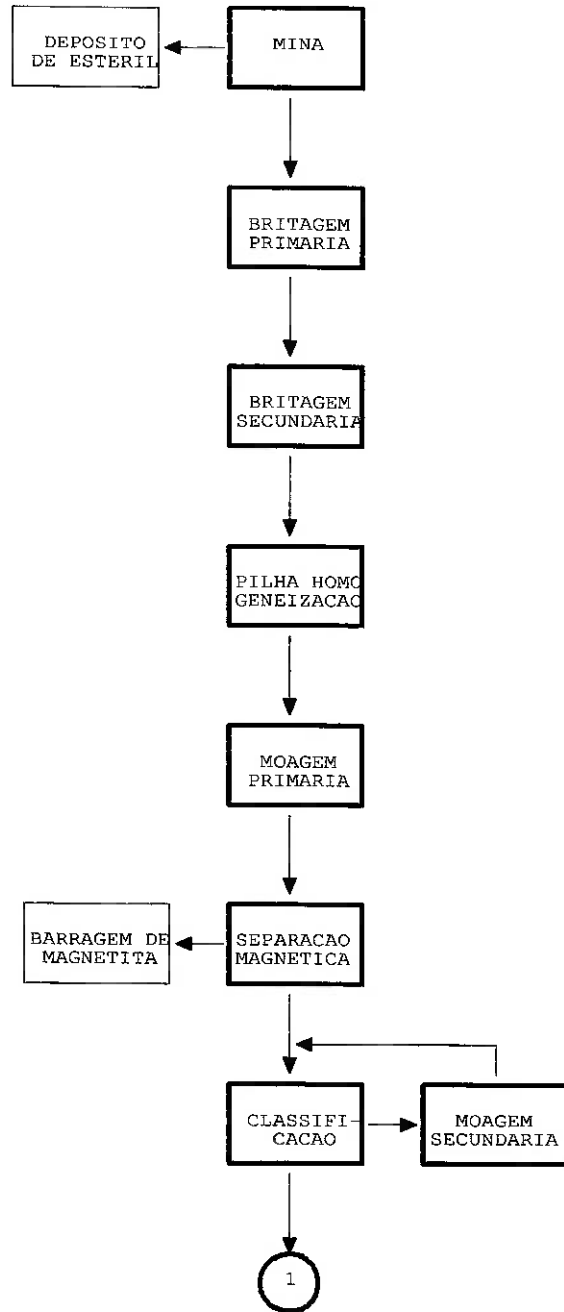 DEPOSITO
DE ESTERIL
MINA
BRITAGEM
PRIMARIA
BRITAGEM
SECUNDARIA
PILHA HOMO
GENEIZACAO
MOAGEM
PRIMARIA
BARRAGEM DE
MAGNETITA
SEPARACAO
MAGNETICA
CLASSIFI-
CACAO
MOAGEM
SECUNDARIA
1